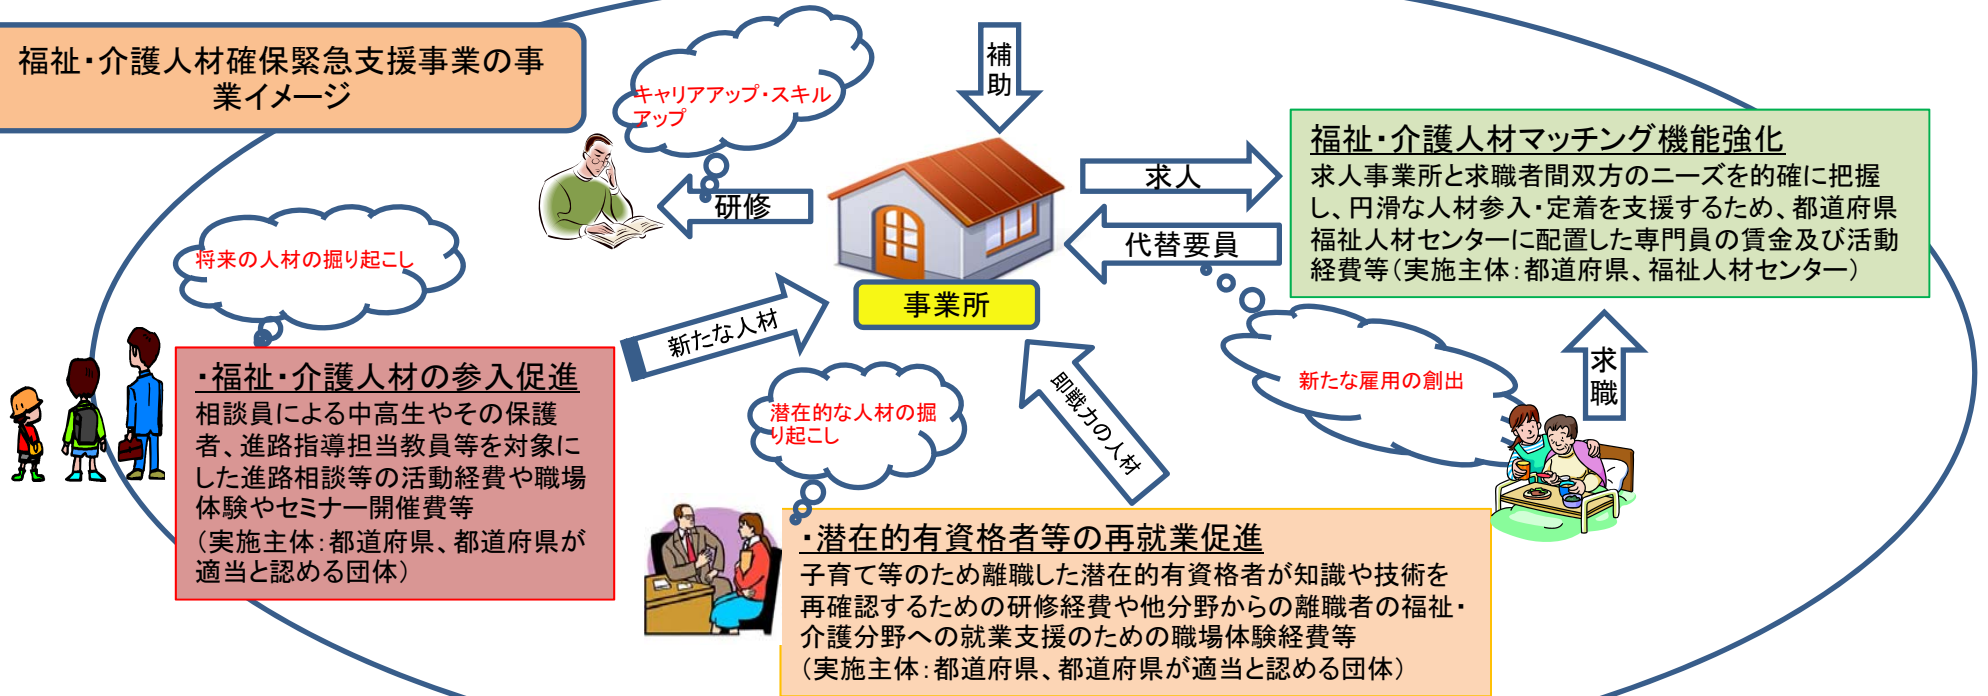 福祉・介護人材確保緊急支援事業の事
業イメージ
キャリアアップ・スキル
アップ
補助
研修
求人
代替要員
事業所
福祉・介護人材マッチング機能強化
求人事業所と求職者間双方のニーズを的確に把握
し、円滑な人材参入・定着を支援するため、都道府県
福祉人材センターに配置した専門員の賃金及び活動
経費等（実施主体：都道府県、福祉人材センター）
将来の人材の掘り起こし
新たな人材
・福祉・介護人材の参入促進
相談員による中高生やその保護
者、進路指導担当教員等を対象に
した進路相談等の活動経費や職場
体験やセミナー開催費等
（実施主体：都道府県、都道府県が
適当と認める団体）
潜在的な人材の掘
り起こし
即戦力の人材
新たな雇用の創出
求職
・潜在的有資格者等の再就業促進
子育て等のため離職した潜在的有資格者が知識や技術を
再確認するための研修経費や他分野からの離職者の福祉・
介護分野への就業支援のための職場体験経費等
（実施主体：都道府県、都道府県が適当と認める団体）